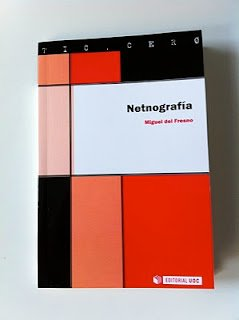 TIC.CERO
Netnografía
Miguel del Fresno
EDITORIAL UOC